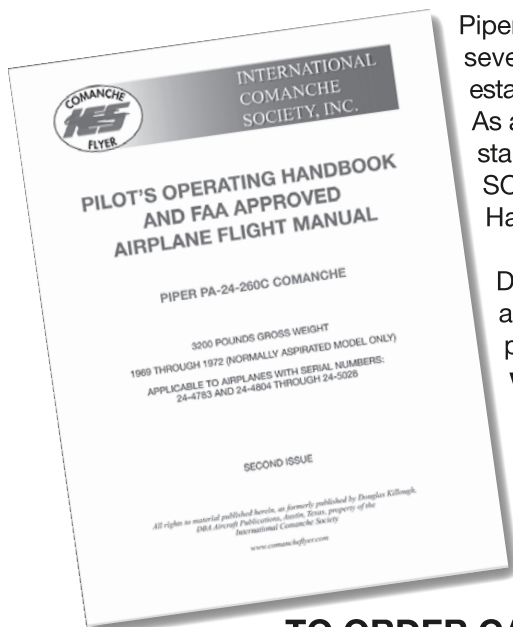 COMANCHE
ICS
FLYER
INTERNATIONAL
COMANCHE
SOCIETY, INC.
PILOT'S OPERATING HANDBOOK
AND FAA APPROVED
AIRPLANE FLIGHT MANUAL
PIPER PA-24-260C COMANCHE
3200 POUNDS GROSS WEIGHT
1969 THROUGH 1972 (NORMALLY ASPIRATED MODEL ONLY)
APPLICABLE TO AIRPLANES WITH SERIAL NUMBERS:
24-4783 AND 24-4804 THROUGH 24-5028
SECOND ISSUE
All rights to material published herein, as formerly published by Douglas Killough,
DBA Aircraft Publications, Austin, Texas, property of the
International Comanche Society
www.comancheflyer.com
Piper
seve
esta
As a
sta
SC
Ha
D
a
p
TO ORDER CA